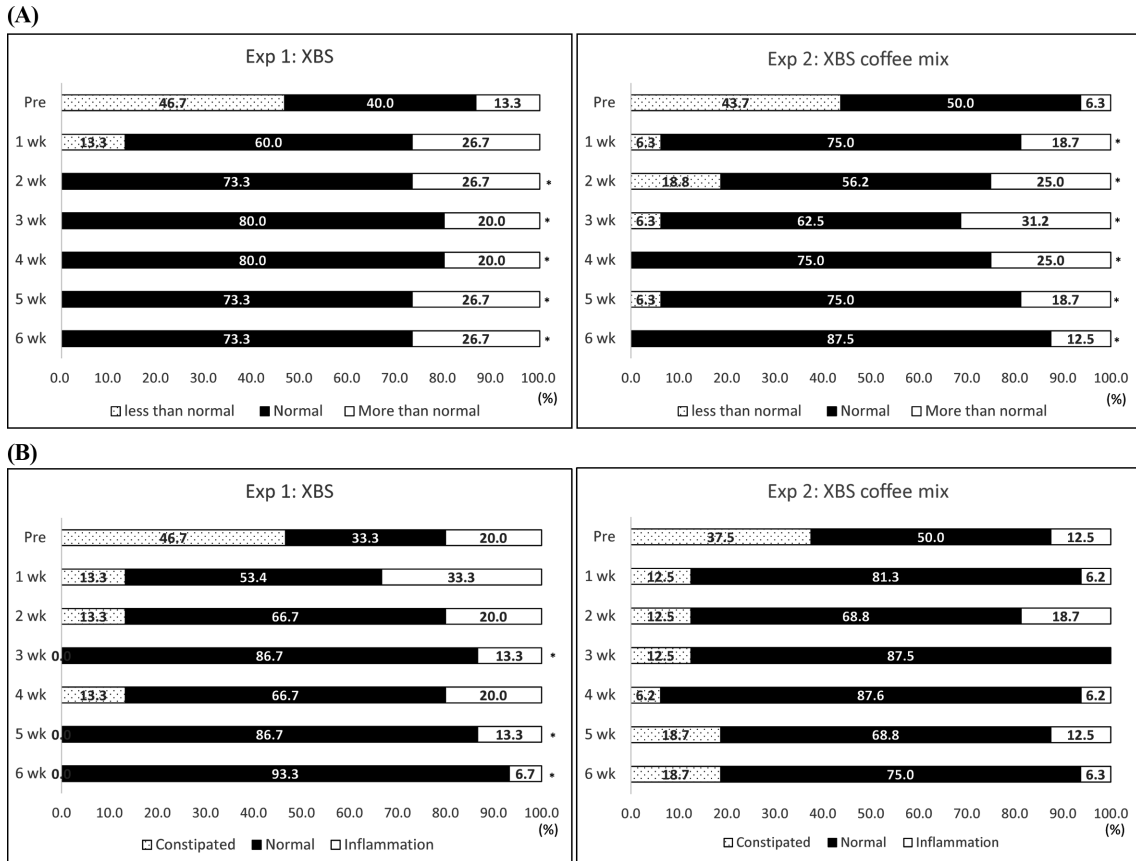 (A)
Exp 1: XBS
Pre 46.7 40.0 13.3
1 wk 13.3 60.0 26.7
2 wk 73.3 26.7 *
3 wk 80.0 20.0 *
4 wk 80.0 20.0 *
5 wk 73.3 26.7 *
6 wk 73.3 26.7 *
0.0 10.0 20.0 30.0 40.0 50.0 60.0 70.0 80.0 90.0 100.0
(%)
less than normal Normal More than normal
Exp 2: XBS coffee mix
Pre 43.7 50.0 6.3
1 wk 6.3 75.0 18.7 *
2 wk 18.8 56.2 25.0 *
3 wk 6.3 62.5 31.2 *
4 wk 75.0 25.0 *
5 wk 6.3 75.0 18.7 *
6 wk 87.5 12.5 *
0.0 10.0 20.0 30.0 40.0 50.0 60.0 70.0 80.0 90.0 100.0
(%)
less than normal Normal More than normal
(B)
Exp 1: XBS
Pre 46.7 33.3 20.0
1 wk 13.3 53.4 33.3
2 wk 13.3 66.7 20.0
3 wk 0.0 86.7 13.3 *
4 wk 13.3 66.7 20.0
5 wk 0.0 86.7 13.3 *
6 wk 0.0 93.3 6.7 *
0.0 10.0 20.0 30.0 40.0 50.0 60.0 70.0 80.0 90.0 100.0
(%)
Constipated Normal Inflammation
Exp 2: XBS coffee mix
Pre 37.5 50.0 12.5
1 wk 12.5 81.3 6.2
2 wk 12.5 68.8 18.7
3 wk 12.5 87.5
4 wk 6.2 87.6 6.2
5 wk 18.7 68.8 12.5
6 wk 18.7 75.0 6.3
0.0 10.0 20.0 30.0 40.0 50.0 60.0 70.0 80.0 90.0 100.0
(%)
Constipated Normal Inflammation